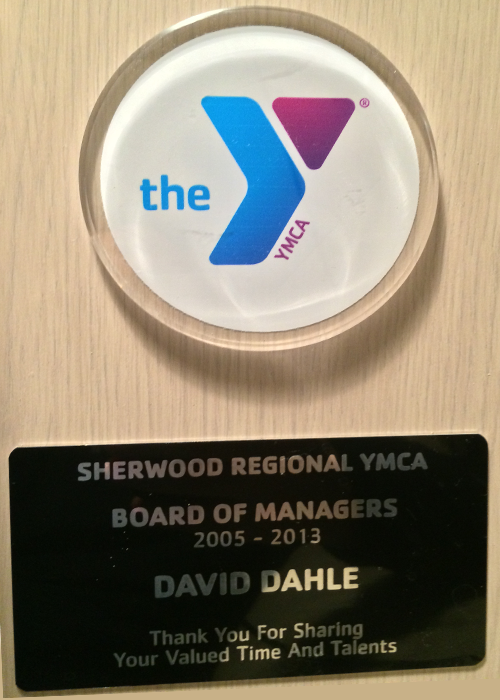 the
YMCA
®
SHERWOOD REGIONAL YMCA
BOARD OF MANAGERS
2005 - 2013
DAVID DAHLE
Thank You For Sharing
Your Valued Time And Talents